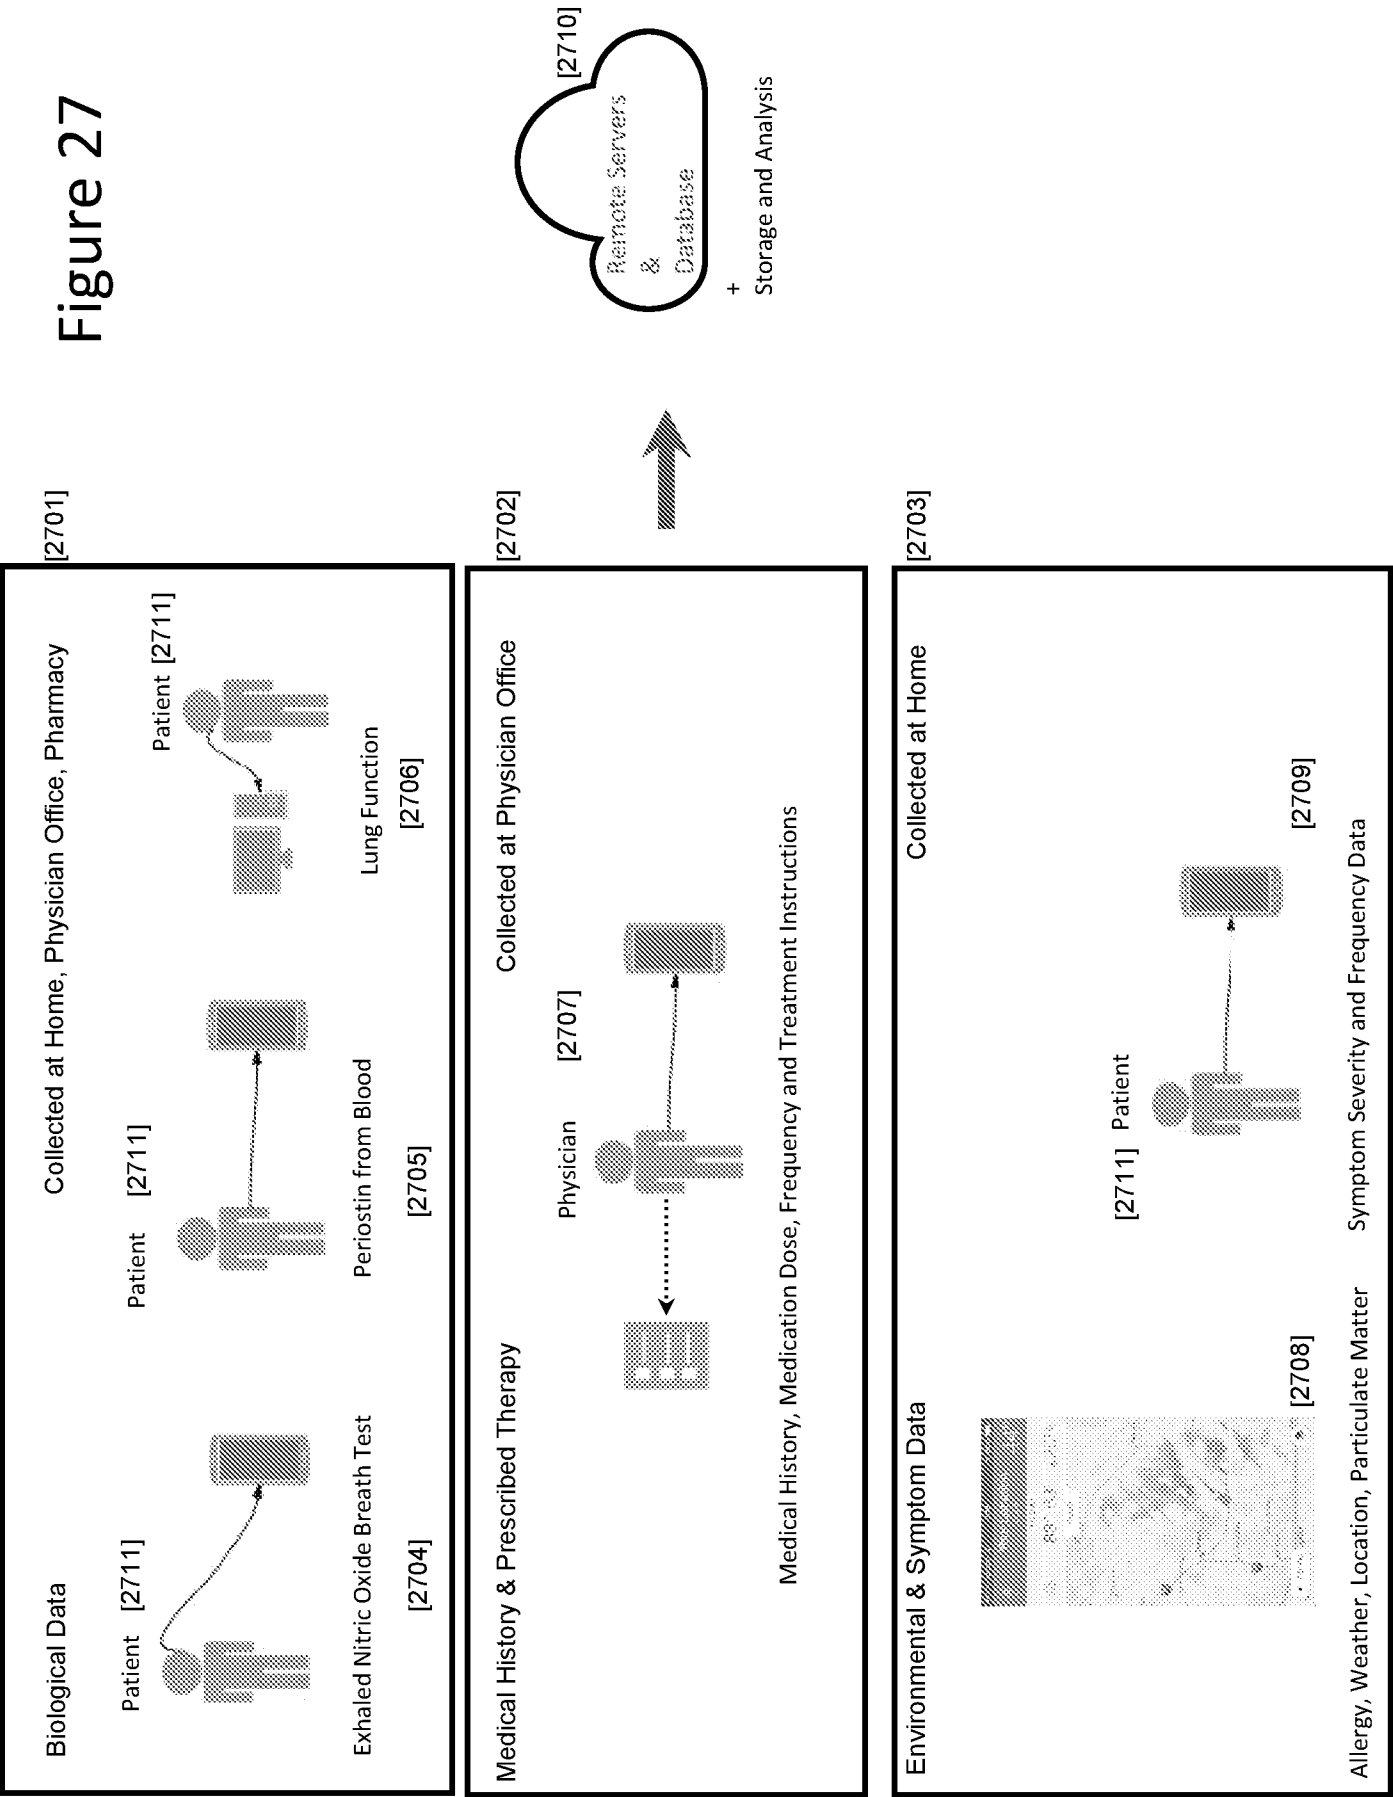 Figure 27
[2701]
Biological Data
Collected at Home, Physician Office, Pharmacy
Patient [2711]
Patient [2711]
Patient [2711]
Exhaled Nitric Oxide Breath Test
Periostin from Blood
Lung Function
[2704]
[2705]
[2706]
[2702]
Medical History & Prescribed Therapy
Collected at Physician Office
Physician
[2707]
Medical History, Medication Dose, Frequency and Treatment Instructions
[2710]
Remote Servers
&
Database
+
Storage and Analysis
[2703]
Environmental & Symptom Data
Collected at Home
[2711] Patient
[2708]
[2709]
Allergy, Weather, Location, Particulate Matter
Symptom Severity and Frequency Data